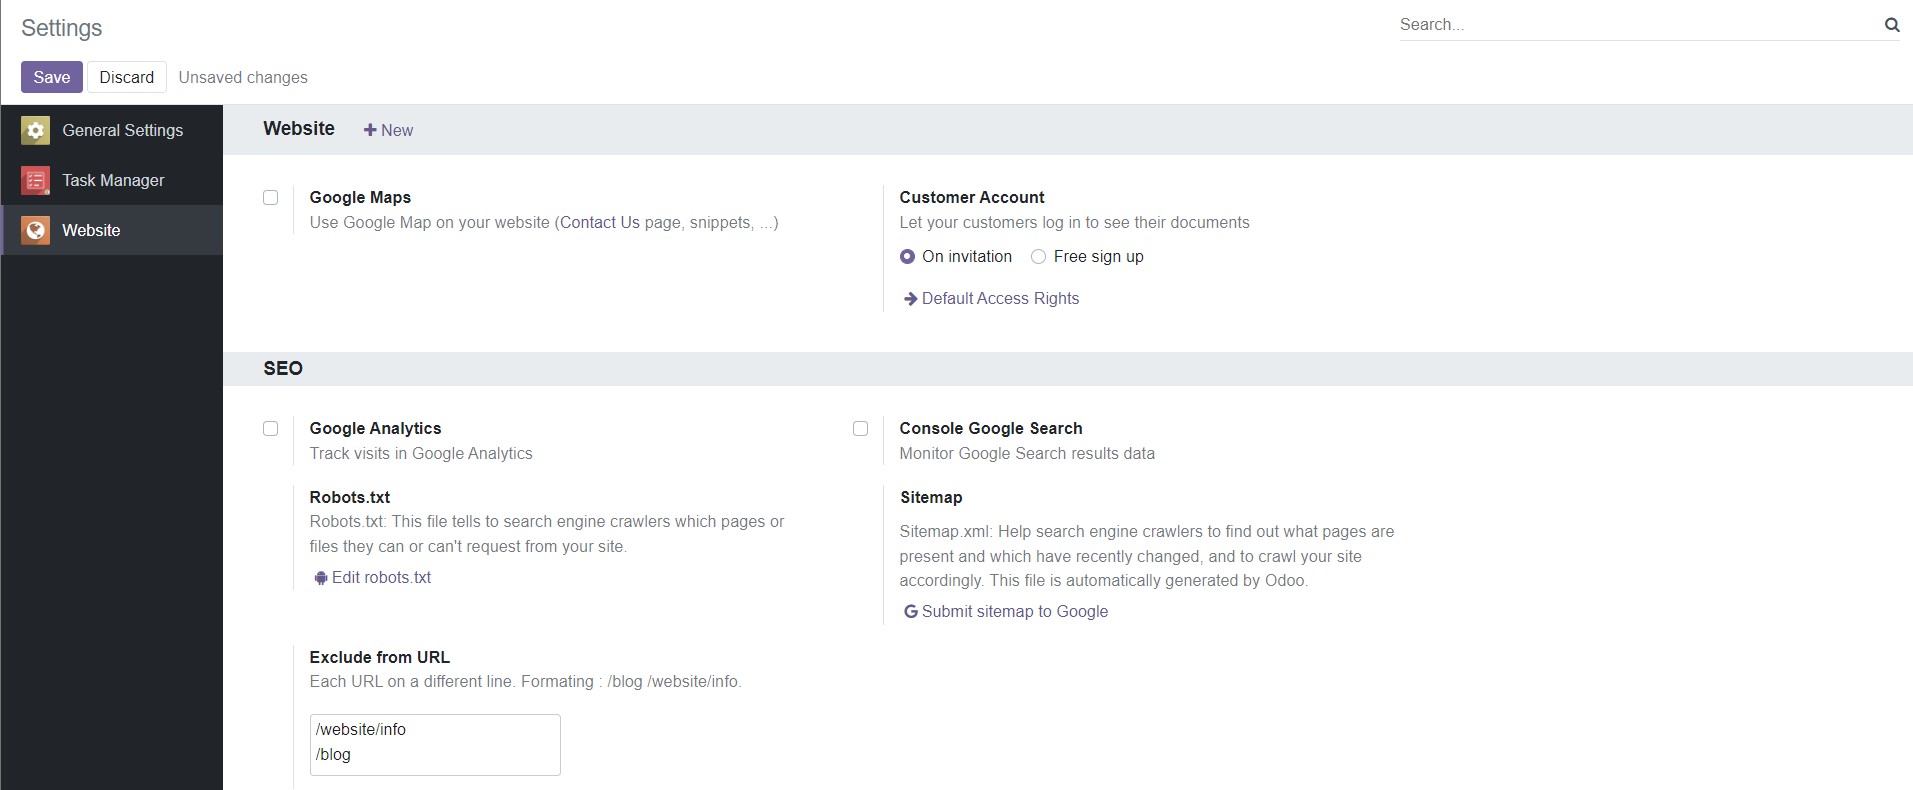 Settings
Search...
Save Discard Unsaved changes
General Settings
Task Manager
Website
Website New
Google Maps
Use Google Map on your website (Contact Us page, snippets, ...)
Customer Account
Let your customers log in to see their documents
On invitation Free sign up
Default Access Rights
SEO
Google Analytics
Track visits in Google Analytics
Console Google Search
Monitor Google Search results data
Robots.txt
Robots.txt: This file tells to search engine crawlers which pages or
files they can or can't request from your site.
Edit robots.txt
Sitemap
Sitemap.xml: Help search engine crawlers to find out what pages are
present and which have recently changed, and to crawl your site
accordingly. This file is automatically generated by Odoo.
Submit sitemap to Google
Exclude from URL
Each URL on a different line. Formating : /blog /website/info.
/website/info
/blog